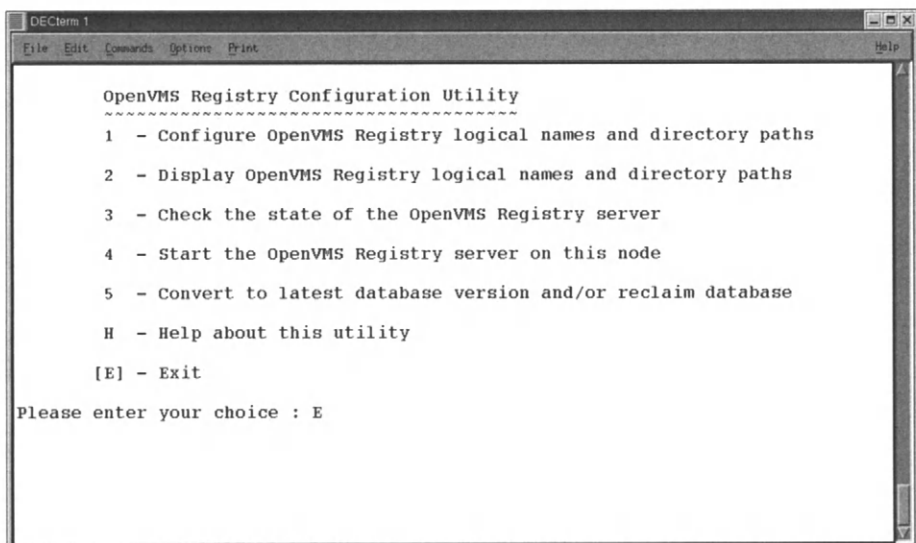 DECterm 1
File Edit Commands Options Print Help
OpenVMS Registry Configuration Utility
~~~~~~~~~~~~~~~~~~~~~~~~~~~~~~~~~~~~~~
1 - Configure OpenVMS Registry logical names and directory paths
2 - Display OpenVMS Registry logical names and directory paths
3 - Check the state of the OpenVMS Registry server
4 - Start the OpenVMS Registry server on this node
5 - Convert to latest database version and/or reclaim database
H - Help about this utility
[E] - Exit
Please enter your choice : E